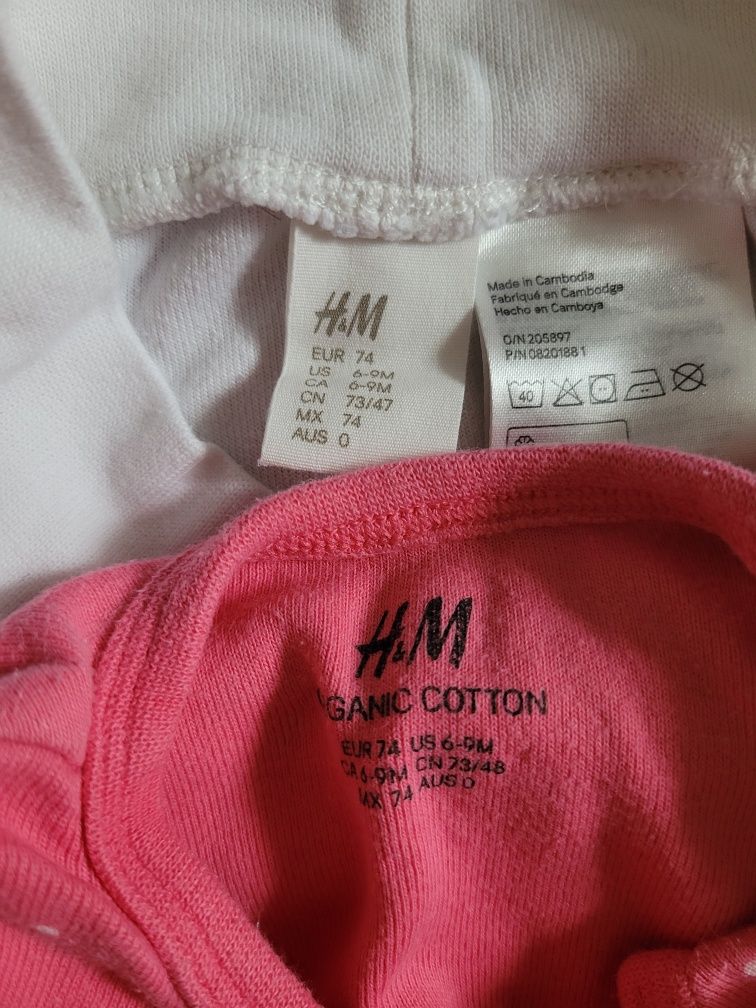 H&M
EUR 74
US 6-9M
CA 6-9M
CN 73/47
MX 74
AUS 0
Made in Cambodia
Fabriqué en Cambodge
Hecho en Camboya
O/N 205897
P/N 08201881
40
H&M
GANIC COTTON
EUR 74 US 6-9M
CA 6-9M CN 73/48
MX 74 AUS 0